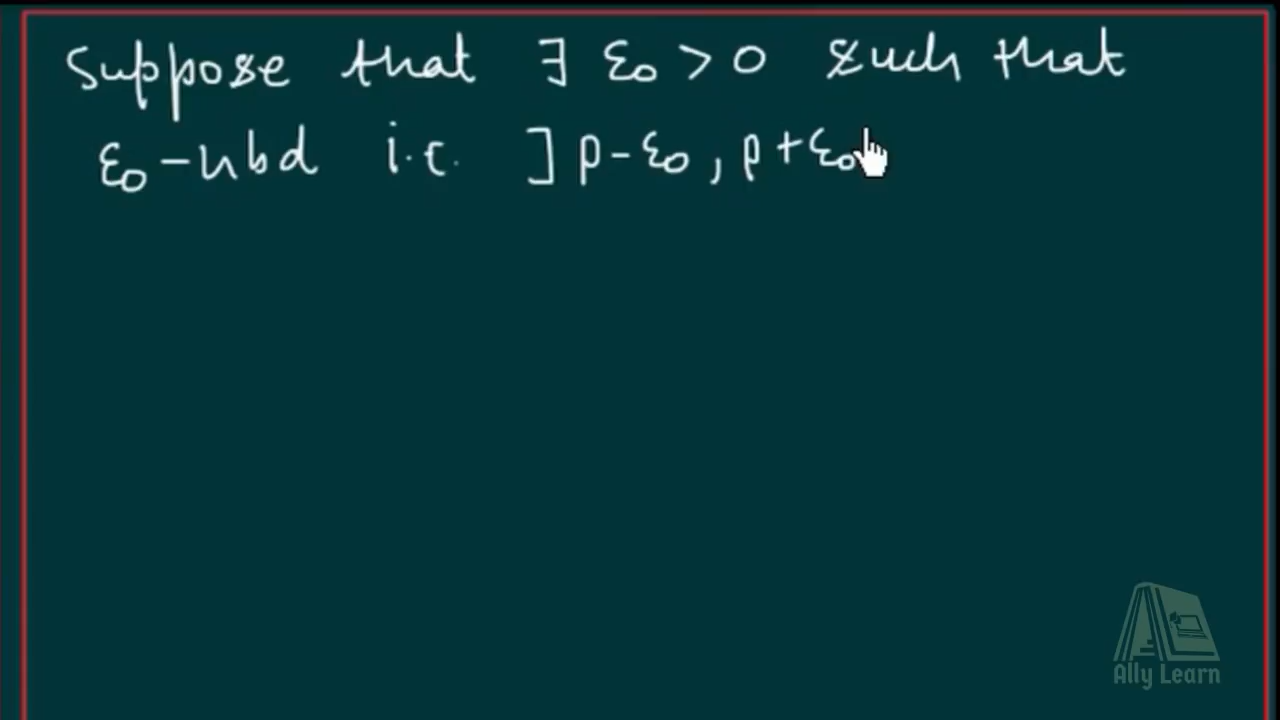 Suppose that ∃ ε₀ > 0 such that
ε₀-nbd i.e. ]p-ε₀, p+ε₀
Ally Learn